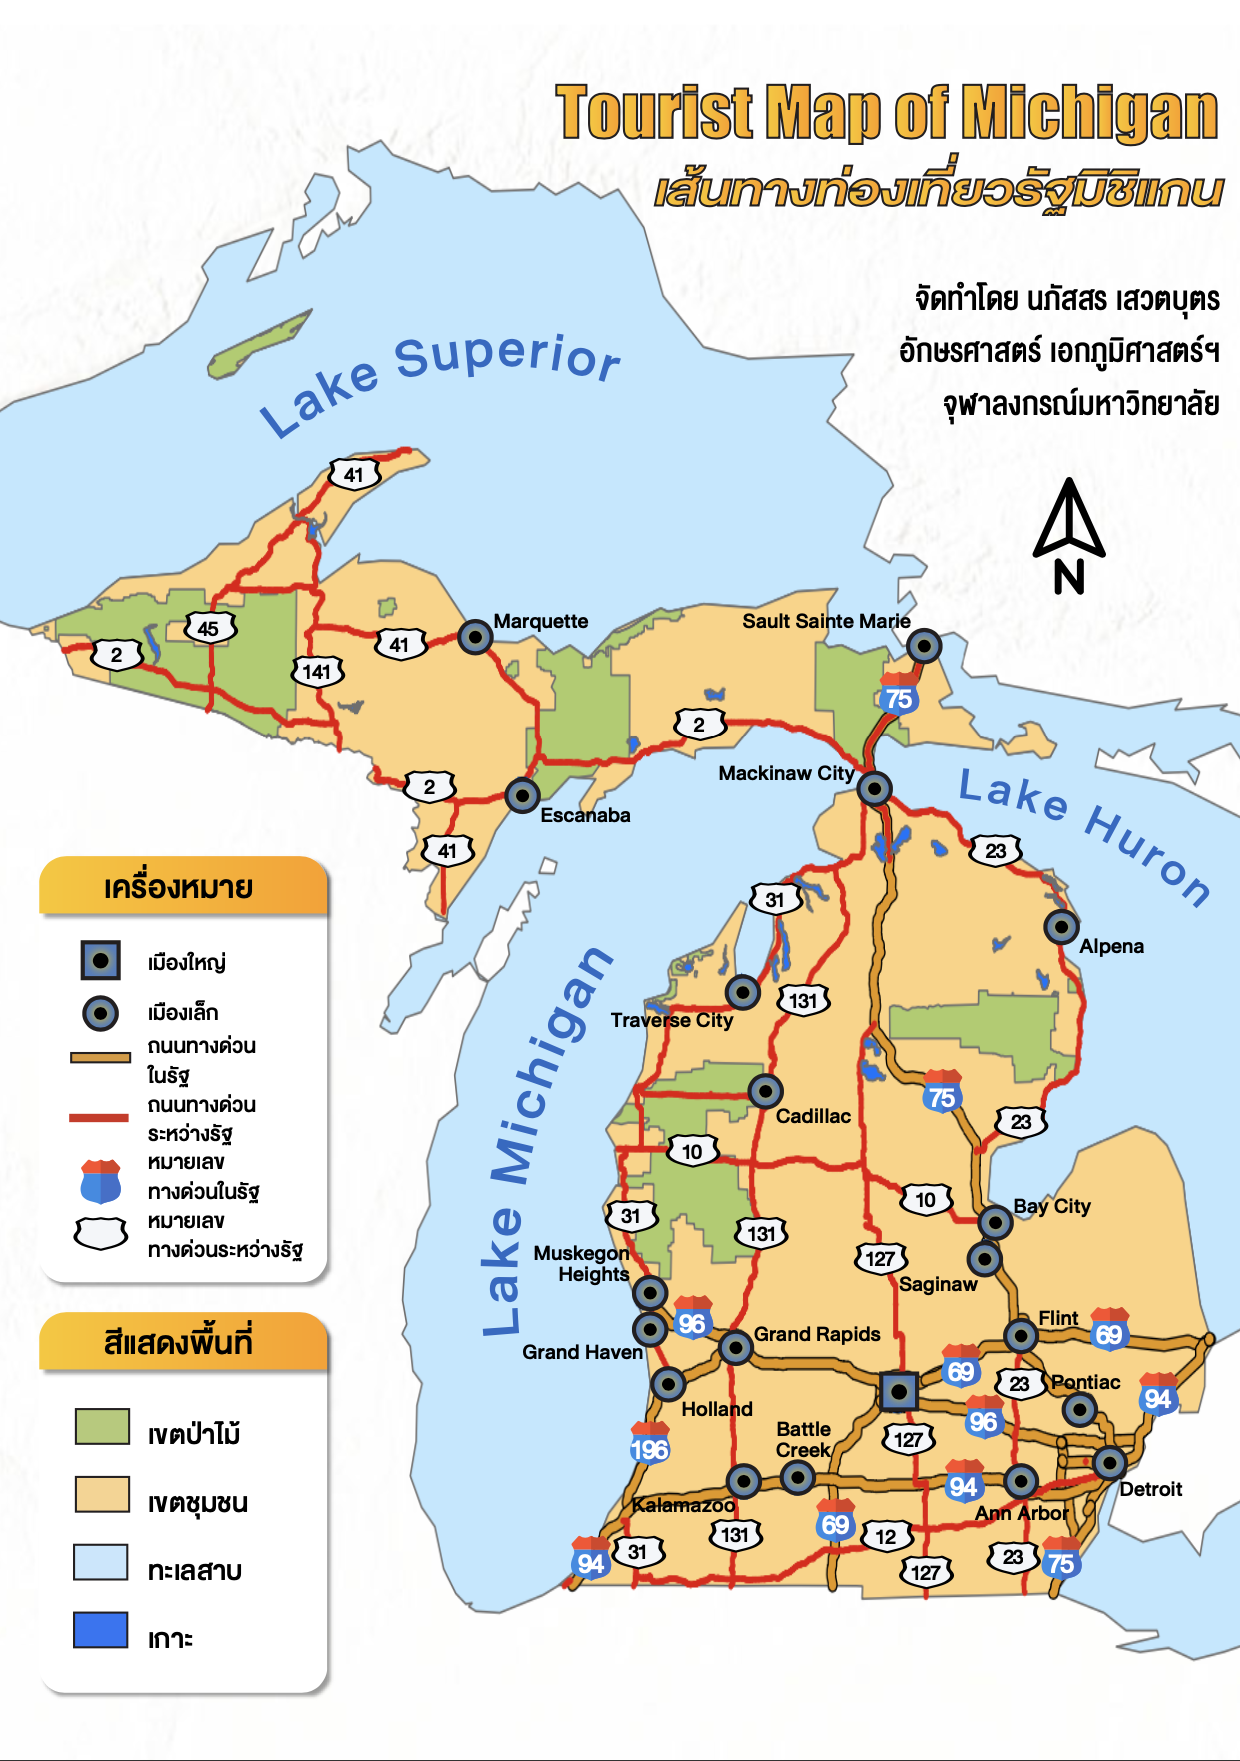 Tourist Map of Michigan
เส้นทางท่องเที่ยวรัฐมิชิแกน
จัดทำโดย นภัสสร เสวตบุตร
อักษรศาสตร์ เอกภูมิศาสตร์ฯ
จุฬาลงกรณ์มหาวิทยาลัย
Lake Superior
41
N
45
41
Marquette
Sault Sainte Marie
2
141
75
2
Mackinaw City
2
Escanaba
Lake Huron
41
23
31
Alpena
Lake Michigan
Traverse City
131
75
Cadillac
23
10
10
Bay City
31
131
127
Muskegon
Heights
Saginaw
96
Flint
69
Grand Rapids
Grand Haven
69
23
Pontiac
94
Holland
96
Battle
Creek
127
196
94
Kalamazoo
Ann Arbor
Detroit
131
69
12
94
31
127
23
75
เครื่องหมาย
เมืองใหญ่
เมืองเล็ก
ถนนทางด่วน
ในรัฐ
ถนนทางด่วน
ระหว่างรัฐ
หมายเลข
ทางด่วนในรัฐ
หมายเลข
ทางด่วนระหว่างรัฐ
สีแสดงพื้นที่
เขตป่าไม้
เขตชุมชน
ทะเลสาบ
เกาะ